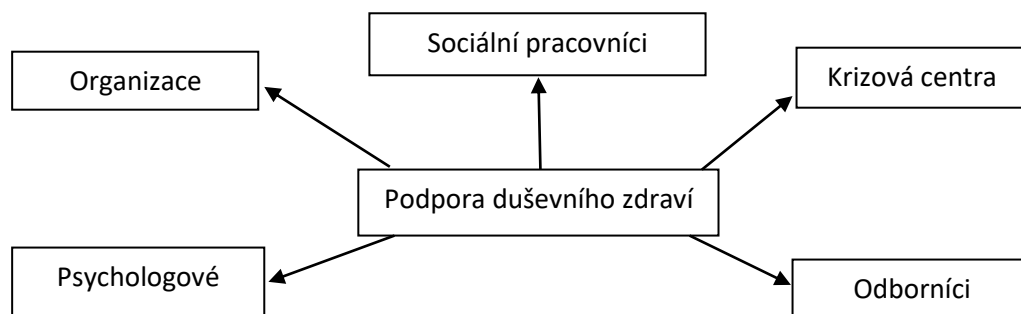 Sociální pracovníci
Organizace
Krizová centra
Podpora duševního zdraví
Psychologové
Odborníci